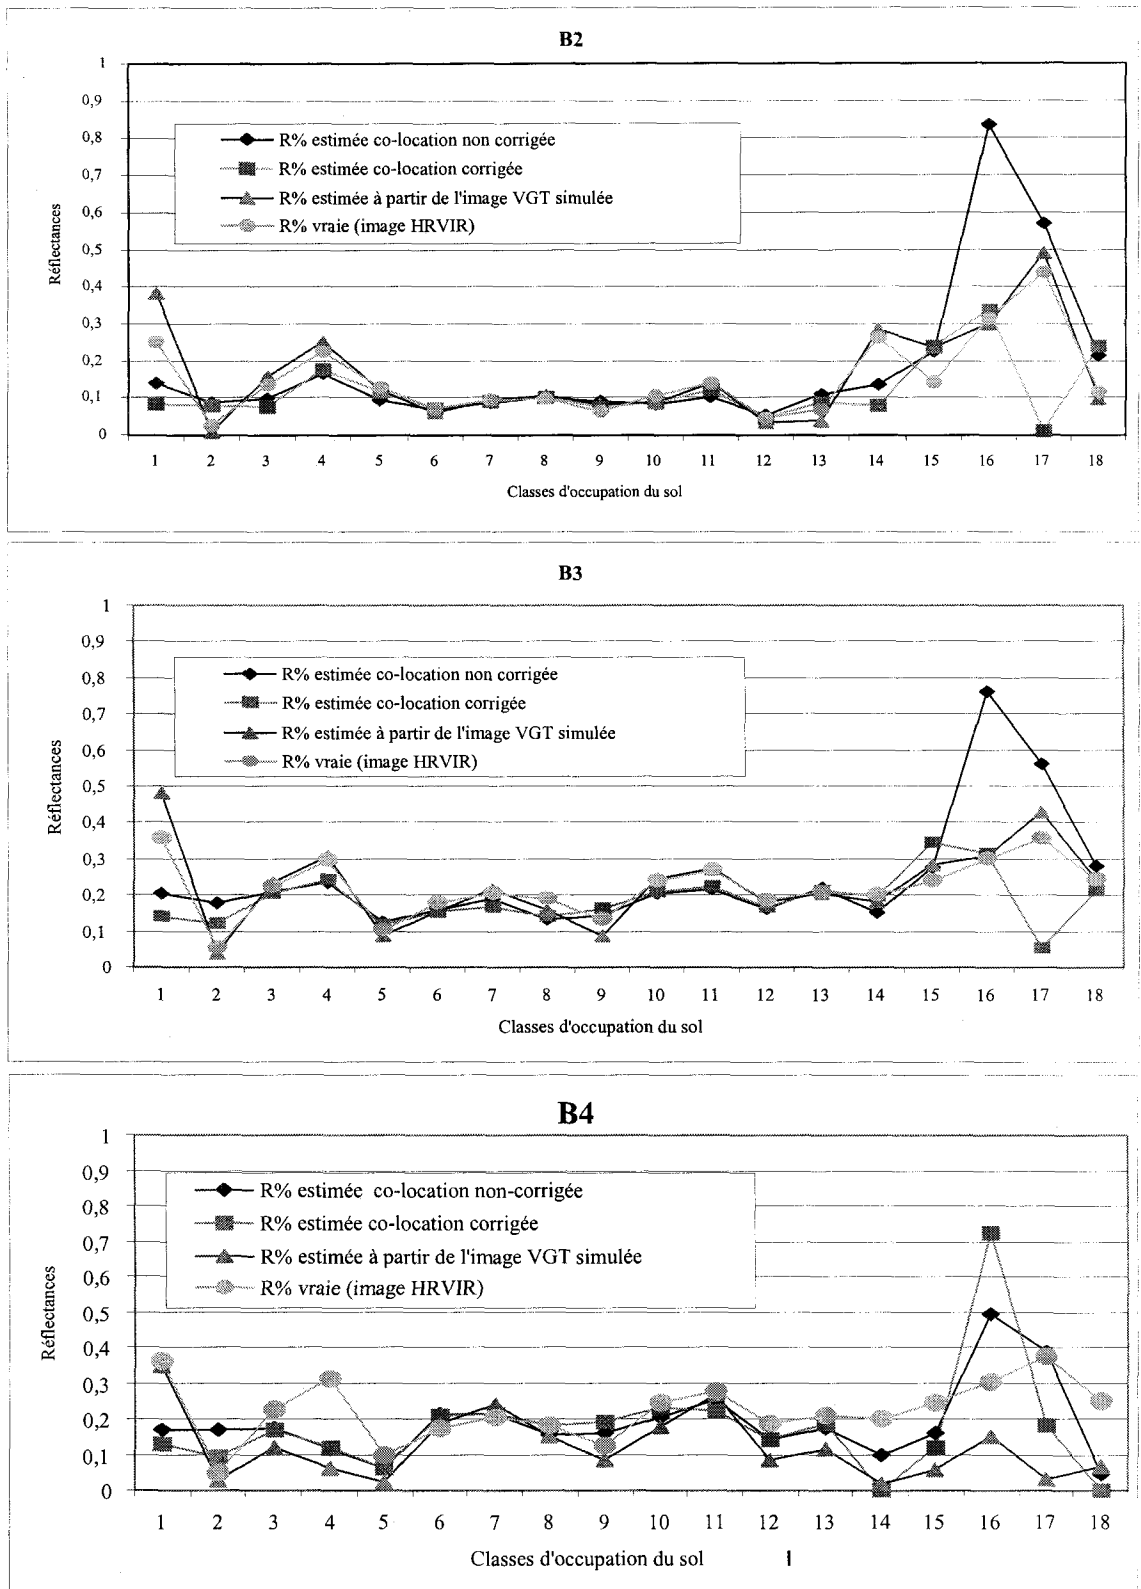 B2
1
0,9
0,8
0,7
0,6
0,5
0,4
0,3
0,2
0,1
0
Réflectances
R% estimée co-location non corrigée
R% estimée co-location corrigée
R% estimée à partir de l'image VGT simulée
R% vraie (image HRVIR)
1 2 3 4 5 6 7 8 9 10 11 12 13 14 15 16 17 18
Classes d'occupation du sol
B3
1
0,9
0,8
0,7
0,6
0,5
0,4
0,3
0,2
0,1
0
Réflectances
R% estimée co-location non corrigée
R% estimée co-location corrigée
R% estimée à partir de l'image VGT simulée
R% vraie (image HRVIR)
1 2 3 4 5 6 7 8 9 10 11 12 13 14 15 16 17 18
Classes d'occupation du sol
B4
1
0,9
0,8
0,7
0,6
0,5
0,4
0,3
0,2
0,1
0
Réflectances
R% estimée co-location non-corrigée
R% estimée co-location corrigée
R% estimée à partir de l'image VGT simulée
R% vraie (image HRVIR)
1 2 3 4 5 6 7 8 9 10 11 12 13 14 15 16 17 18
Classes d'occupation du sol